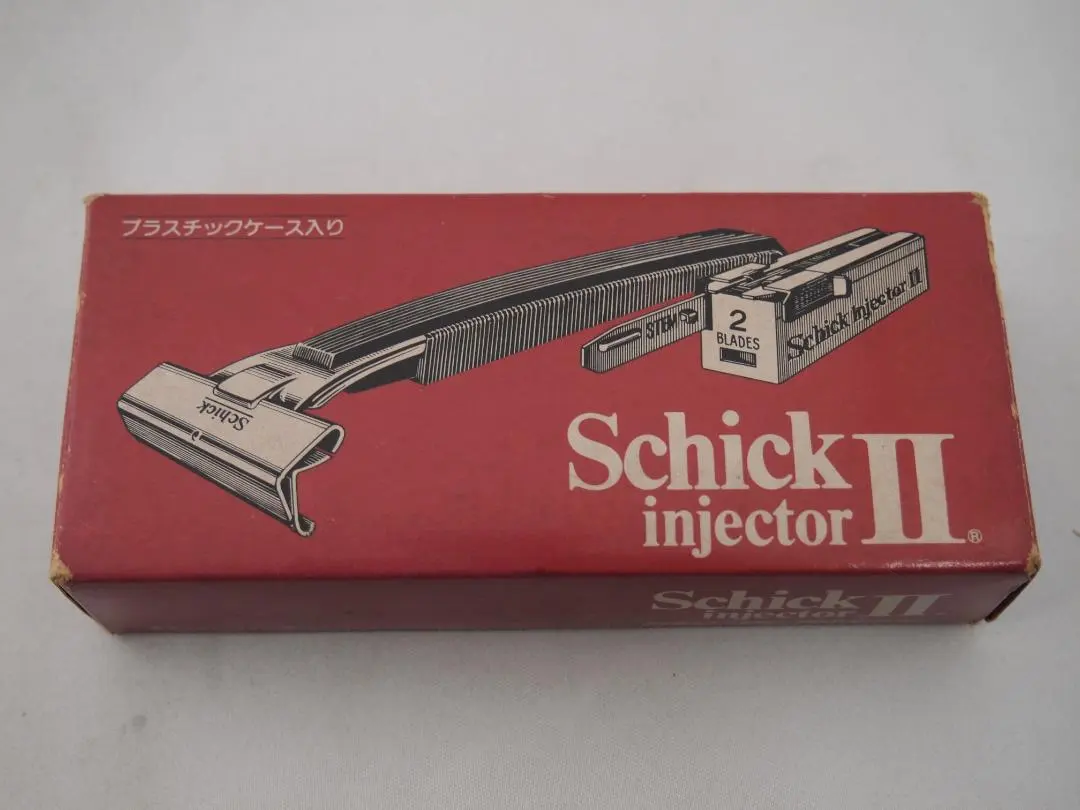 プラスチックケース入り
Schick
STEM
2
BLADES
Schick Injector II
Schick
injector II®
Schick
injector II